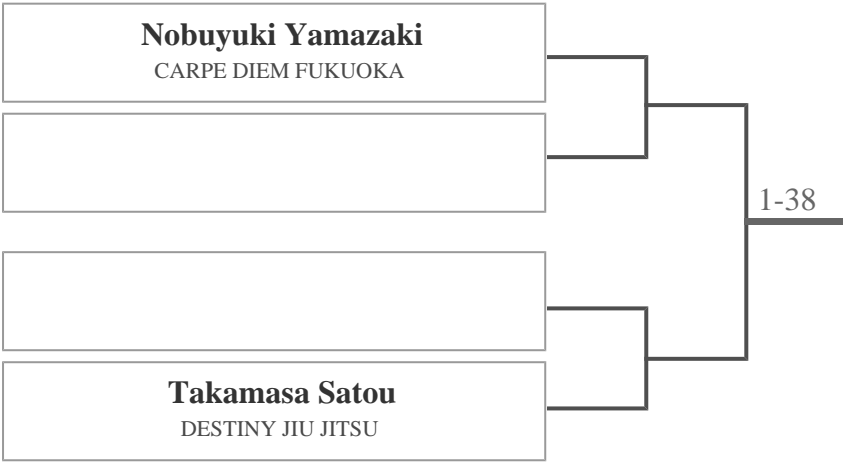 Nobuyuki Yamazaki
CARPE DIEM FUKUOKA
1-38
Takamasa Satou
DESTINY JIU JITSU